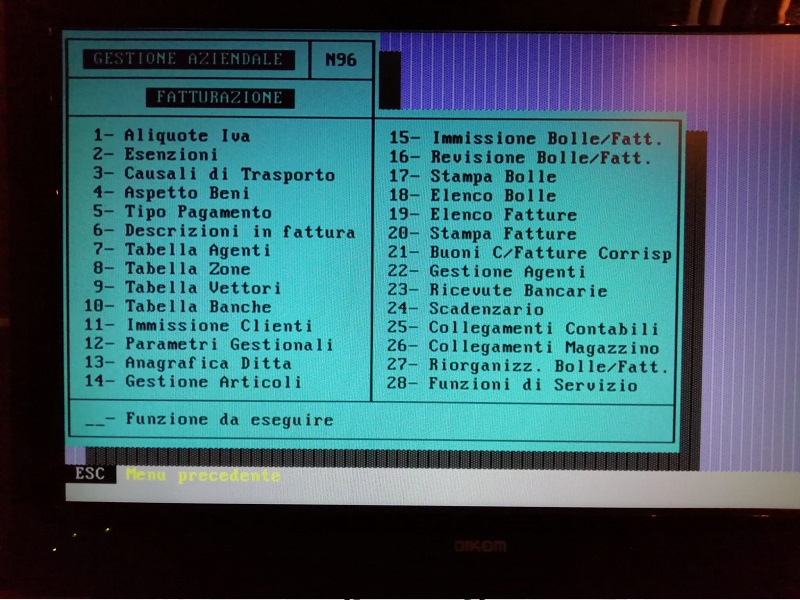 GESTIONE AZIENDALE
N96
FATTURAZIONE
1- Aliquote Iva
2- Esenzioni
3- Causali di Trasporto
4- Aspetto Beni
5- Tipo Pagamento
6- Descrizioni in fattura
7- Tabella Agenti
8- Tabella Zone
9- Tabella Vettori
10- Tabella Banche
11- Immissione Clienti
12- Parametri Gestionali
13- Anagrafica Ditta
14- Gestione Articoli
15- Immissione Bolle/Fatt.
16- Revisione Bolle/Fatt.
17- Stampa Bolle
18- Elenco Bolle
19- Elenco Fatture
20- Stampa Fatture
21- Buoni C/Fatture Corrisp
22- Gestione Agenti
23- Ricevute Bancarie
24- Scadenzario
25- Collegamenti Contabili
26- Collegamenti Magazzino
27- Riorganizz. Bolle/Fatt.
28- Funzioni di Servizio
__- Funzione da eseguire
ESC Menu precedente
DIKOM